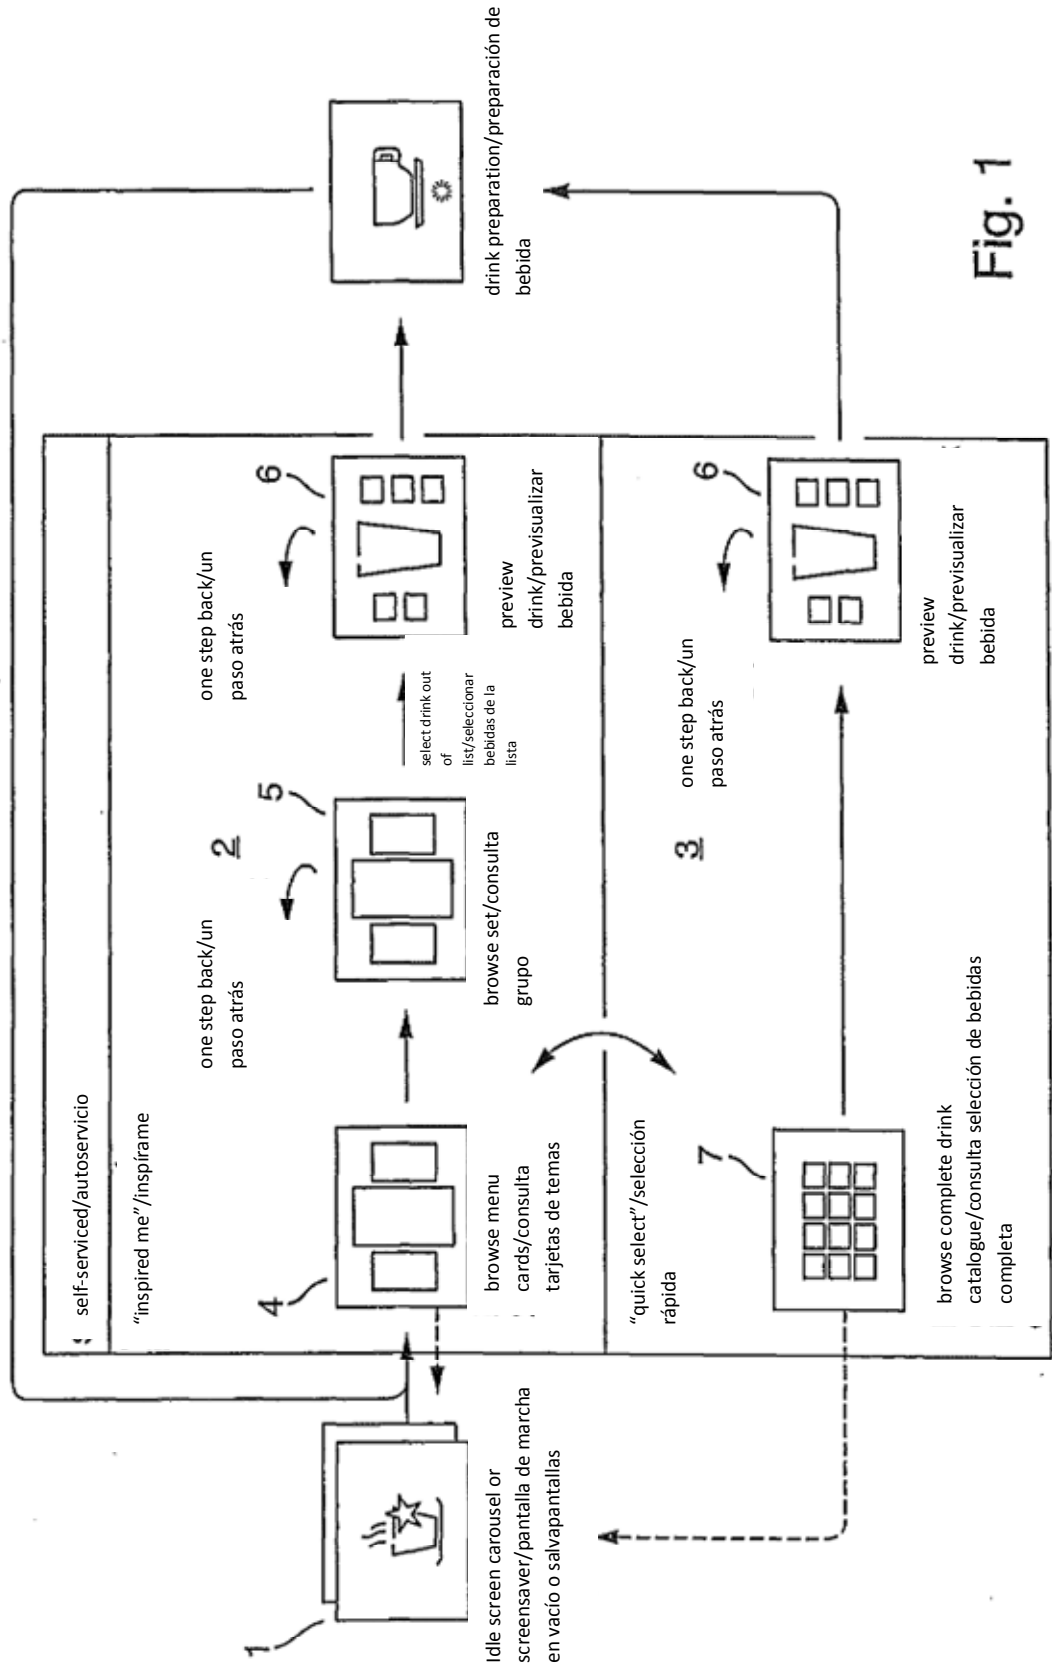 self-serviced/autoservicio
“inspired me”/inspírame
one step back/un
paso atrás
one step back/un
paso atrás
2
4
5
6
browse menu
cards/consulta
tarjetas de temas
browse set/consulta
grupo
select drink out
of
list/seleccionar
bebidas de la
lista
preview
drink/previsualizar
bebida
drink preparation/preparación de
bebida
1
Idle screen carousel or
screensaver/pantalla de marcha
en vacío o salvapantallas
“quick select”/selección
rápida
3
one step back/un
paso atrás
7
6
browse complete drink
catalogue/consulta selección de bebidas
completa
preview
drink/previsualizar
bebida
Fig. 1